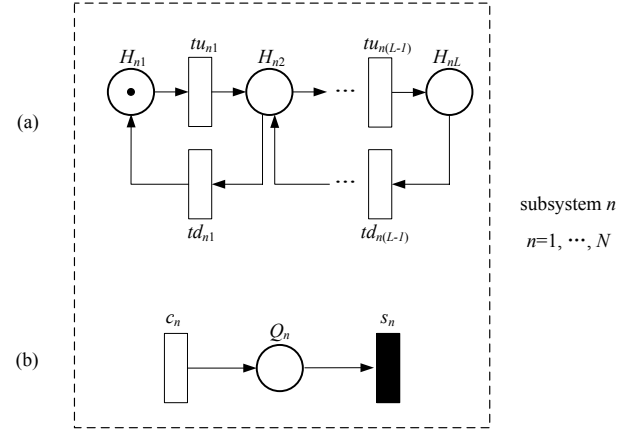 (a)
H_{n1} tu_{n1} H_{n2} tu_{n(L-1)} H_{nL}
...
...
td_{n1} td_{n(L-1)}
subsystem n
n=1, ..., N
(b)
c_n Q_n s_n